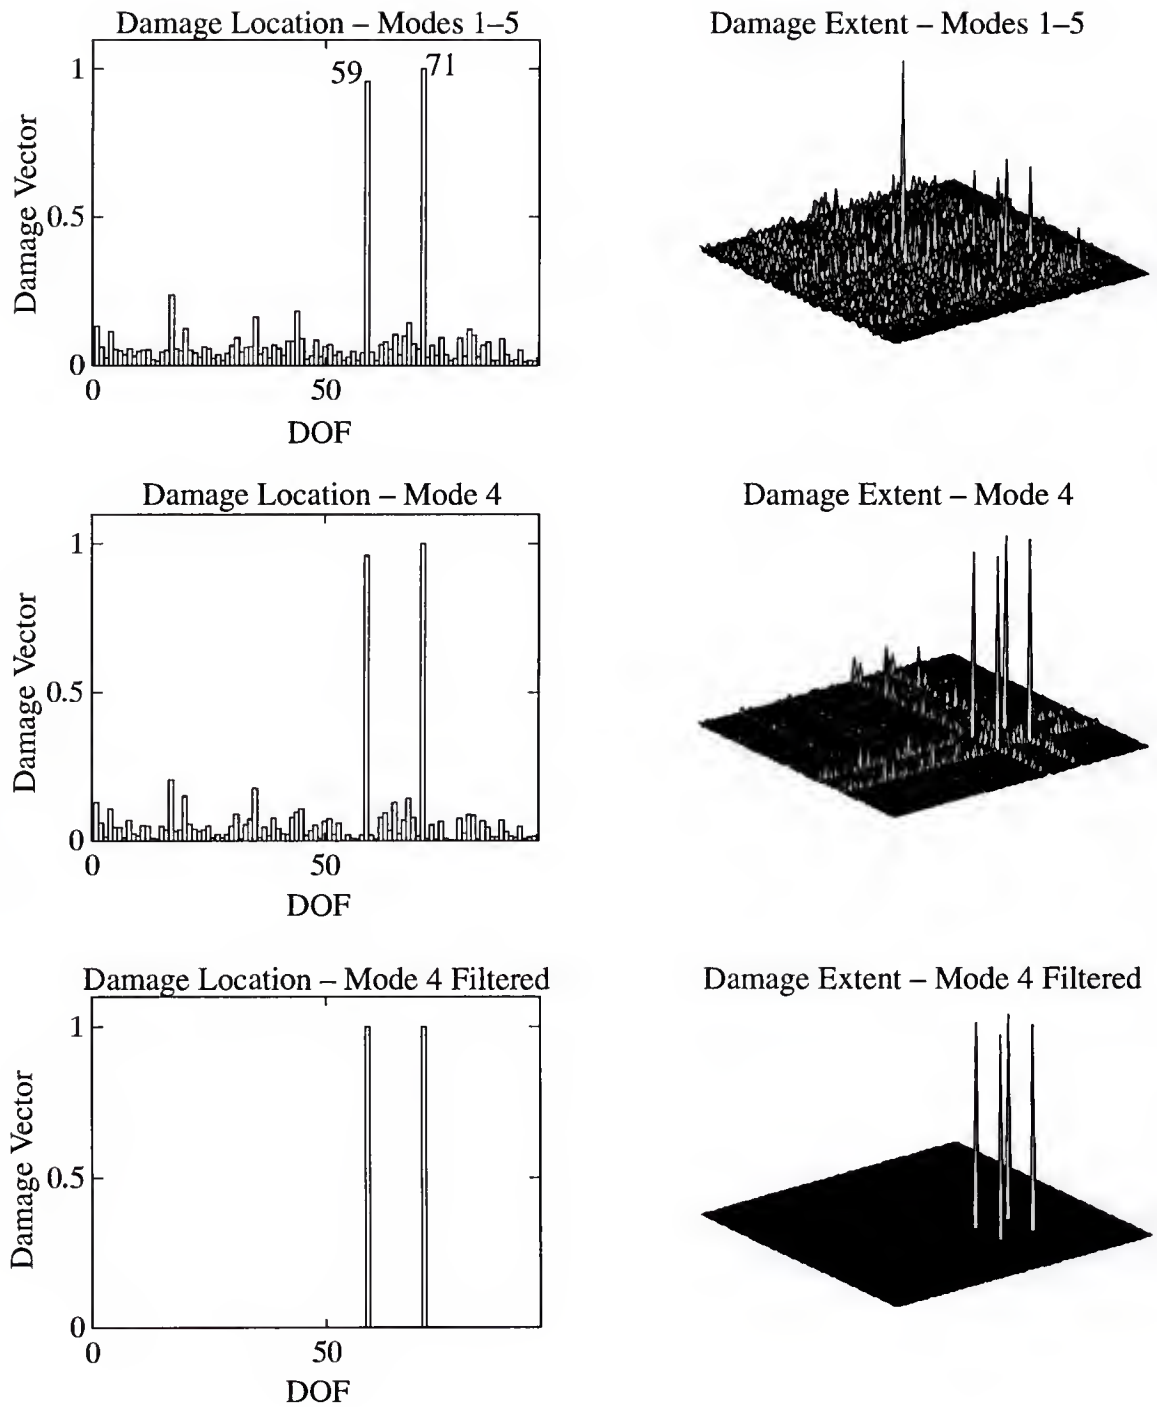 Damage Location – Modes 1–5
Damage Extent – Modes 1–5
59
71
1
0.5
0
Damage Vector
0
50
DOF
Damage Location – Mode 4
Damage Extent – Mode 4
1
0.5
0
Damage Vector
0
50
DOF
Damage Location – Mode 4 Filtered
Damage Extent – Mode 4 Filtered
1
0.5
0
Damage Vector
0
50
DOF